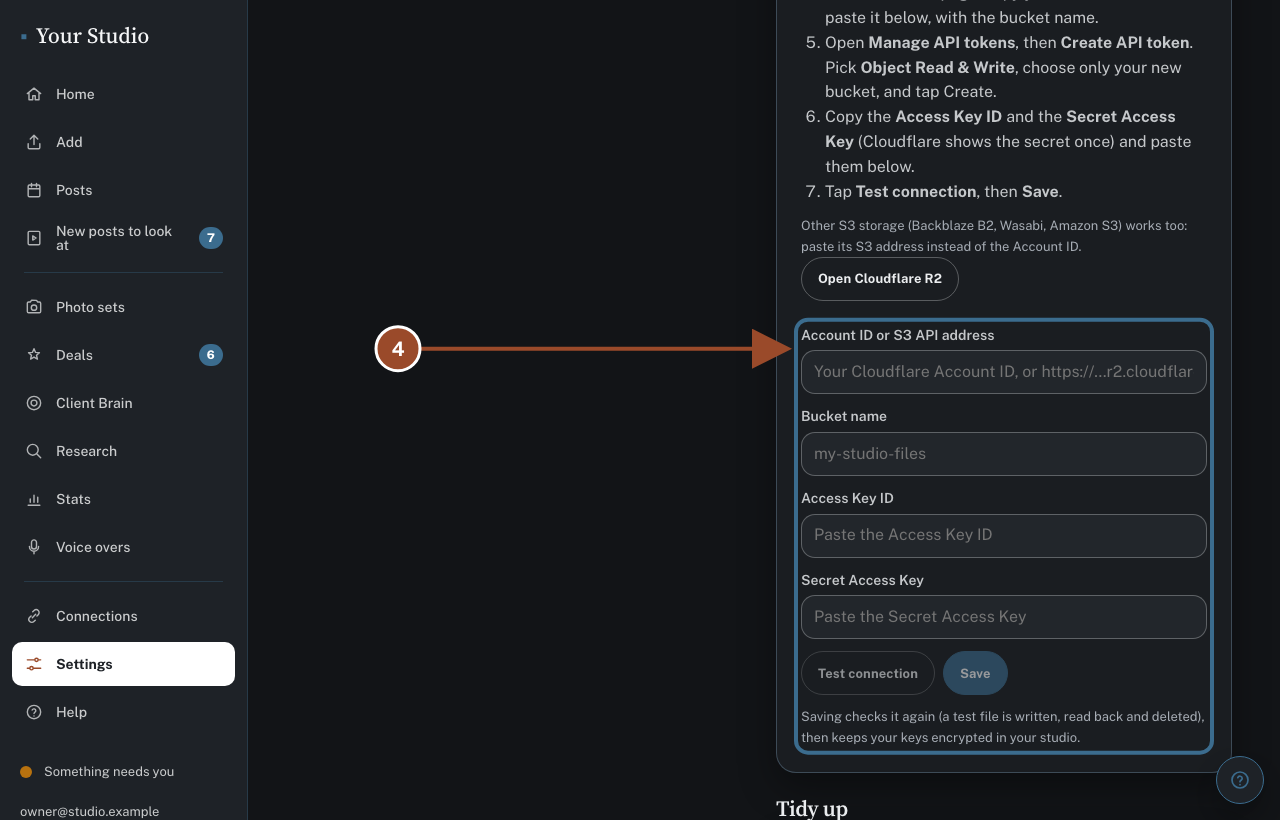 Your Studio
Home
Add
Posts
New posts to look
at
7
Photo sets
Deals
6
Client Brain
Research
Stats
Voice overs
Connections
Settings
Help
Something needs you
owner@studio.example
4
paste it below, with the bucket name.
5. Open Manage API tokens, then Create API token.
Pick Object Read & Write, choose only your new
bucket, and tap Create.
6. Copy the Access Key ID and the Secret Access
Key (Cloudflare shows the secret once) and paste
them below.
7. Tap Test connection, then Save.
Other S3 storage (Backblaze B2, Wasabi, Amazon S3) works too:
paste its S3 address instead of the Account ID.
Open Cloudflare R2
Account ID or S3 API address
Your Cloudflare Account ID, or https://...r2.cloudflar
Bucket name
my-studio-files
Access Key ID
Paste the Access Key ID
Secret Access Key
Paste the Secret Access Key
Test connection
Save
Saving checks it again (a test file is written, read back and deleted),
then keeps your keys encrypted in your studio.
Tidy up